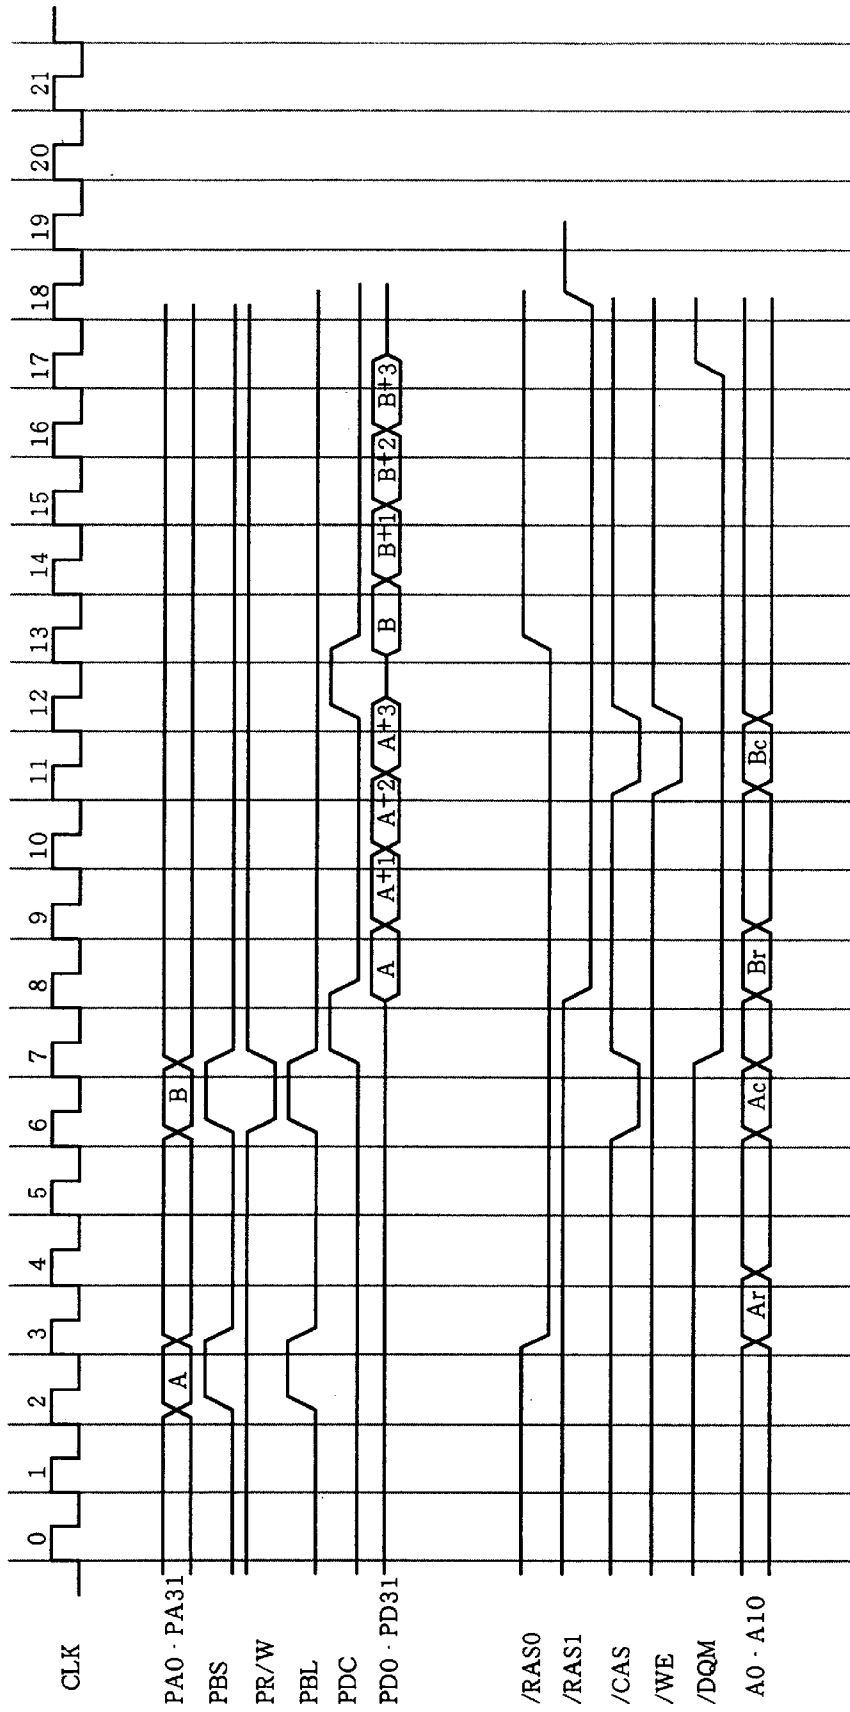 CLK 0 1 2 3 4 5 6 7 8 9 10 11 12 13 14 15 16 17 18 19 20 21
PA0 - PA31 A B
PBS
PR/W
PBL
PDC
PD0 - PD31 A A+1 A+2 A+3 B B+1 B+2 B+3
/RAS0
/RAS1
/CAS
/WE
/DQM
A0 - A10 Ar Ac Br Bc